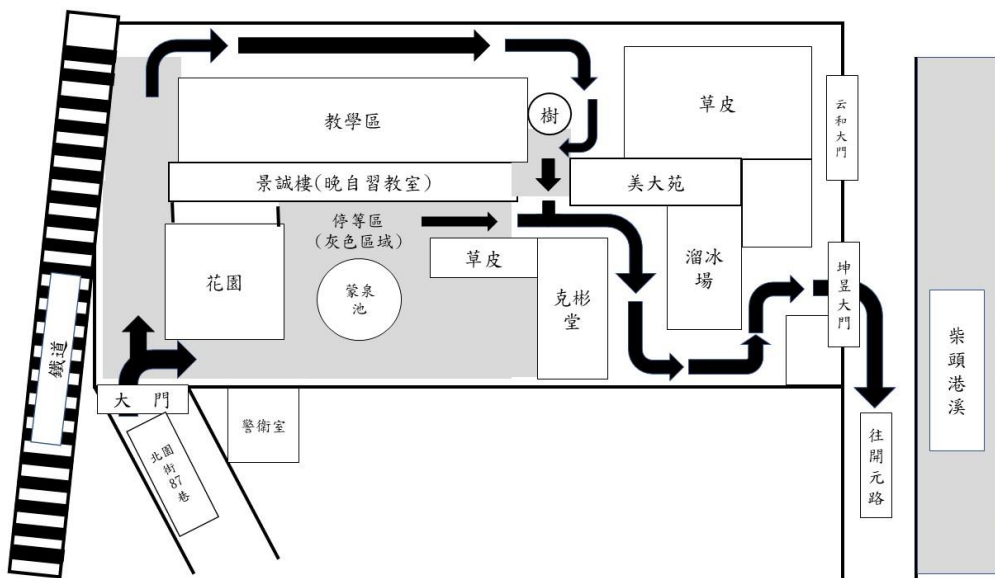 樹
教學區
草皮
云和大門
景誠樓(晚自習教室)
美大苑
停等區
(灰色區域)
草皮
花園
蒙泉
池
克彬
堂
溜冰
場
坤昱大門
鐵道
柴頭港溪
大 門
警衛室
北園
街
87
巷
往開元路